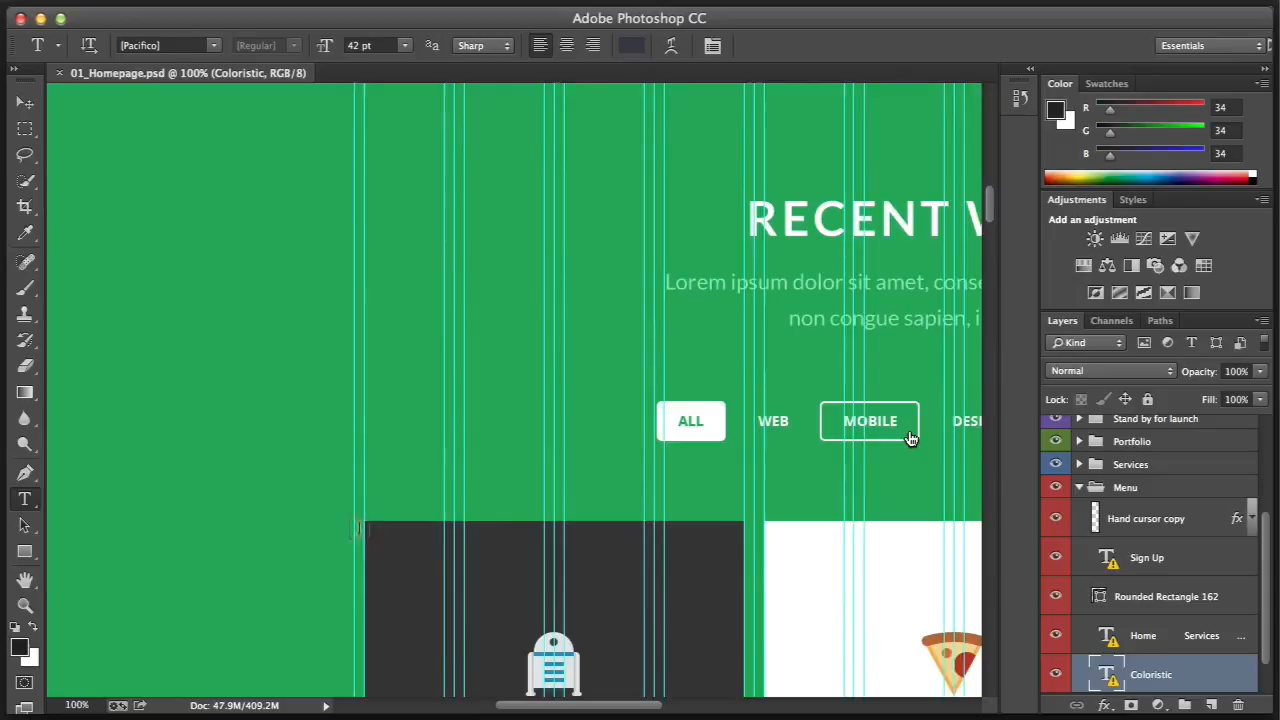 Adobe Photoshop CC
T [Pacifico] [Regular] 42 pt aa Sharp Essentials
× 01_Homepage.psd @ 100% (Coloristic, RGB/8)
Color Swatches
R 34
G 34
B 34
Adjustments Styles
Add an adjustment
RECENT W
Lorem ipsum dolor sit amet, conse
non congue sapien, i
ALL WEB MOBILE DESI
Layers Channels Paths
Kind
Normal Opacity: 100%
Lock: Fill: 100%
Stand by for launch
Portfolio
Services
Menu
Hand cursor copy fx
Sign Up
Rounded Rectangle 162
Home Services ...
Coloristic
100% Doc: 47.9M/409.2M
fx